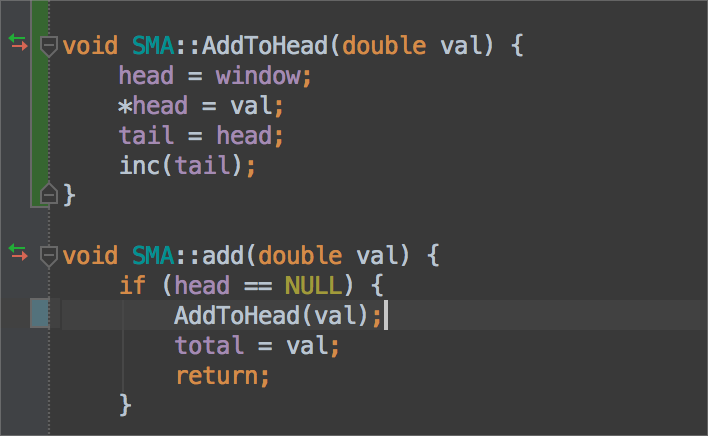 void SMA::AddToHead(double val) {
    head = window;
    *head = val;
    tail = head;
    inc(tail);
}

void SMA::add(double val) {
    if (head == NULL) {
        AddToHead(val);
        total = val;
        return;
    }